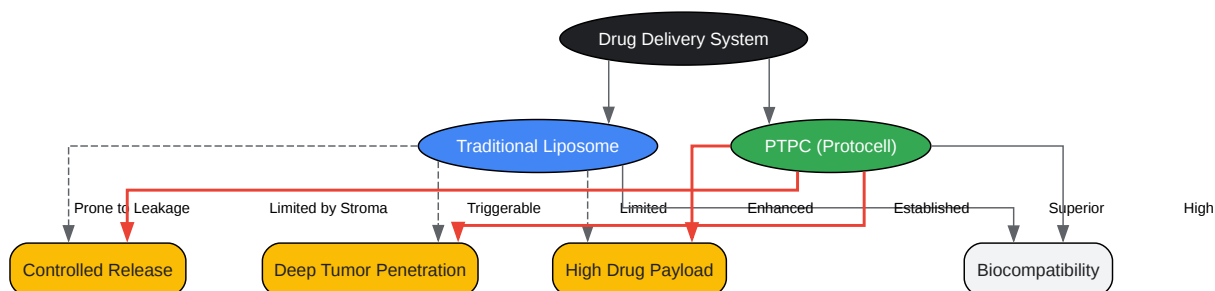 Drug Delivery System
Traditional Liposome
PTPC (Protocell)
Prone to Leakage
Limited by Stroma
Triggerable
Limited
Enhanced
Established
Superior
High
Controlled Release
Deep Tumor Penetration
High Drug Payload
Biocompatibility